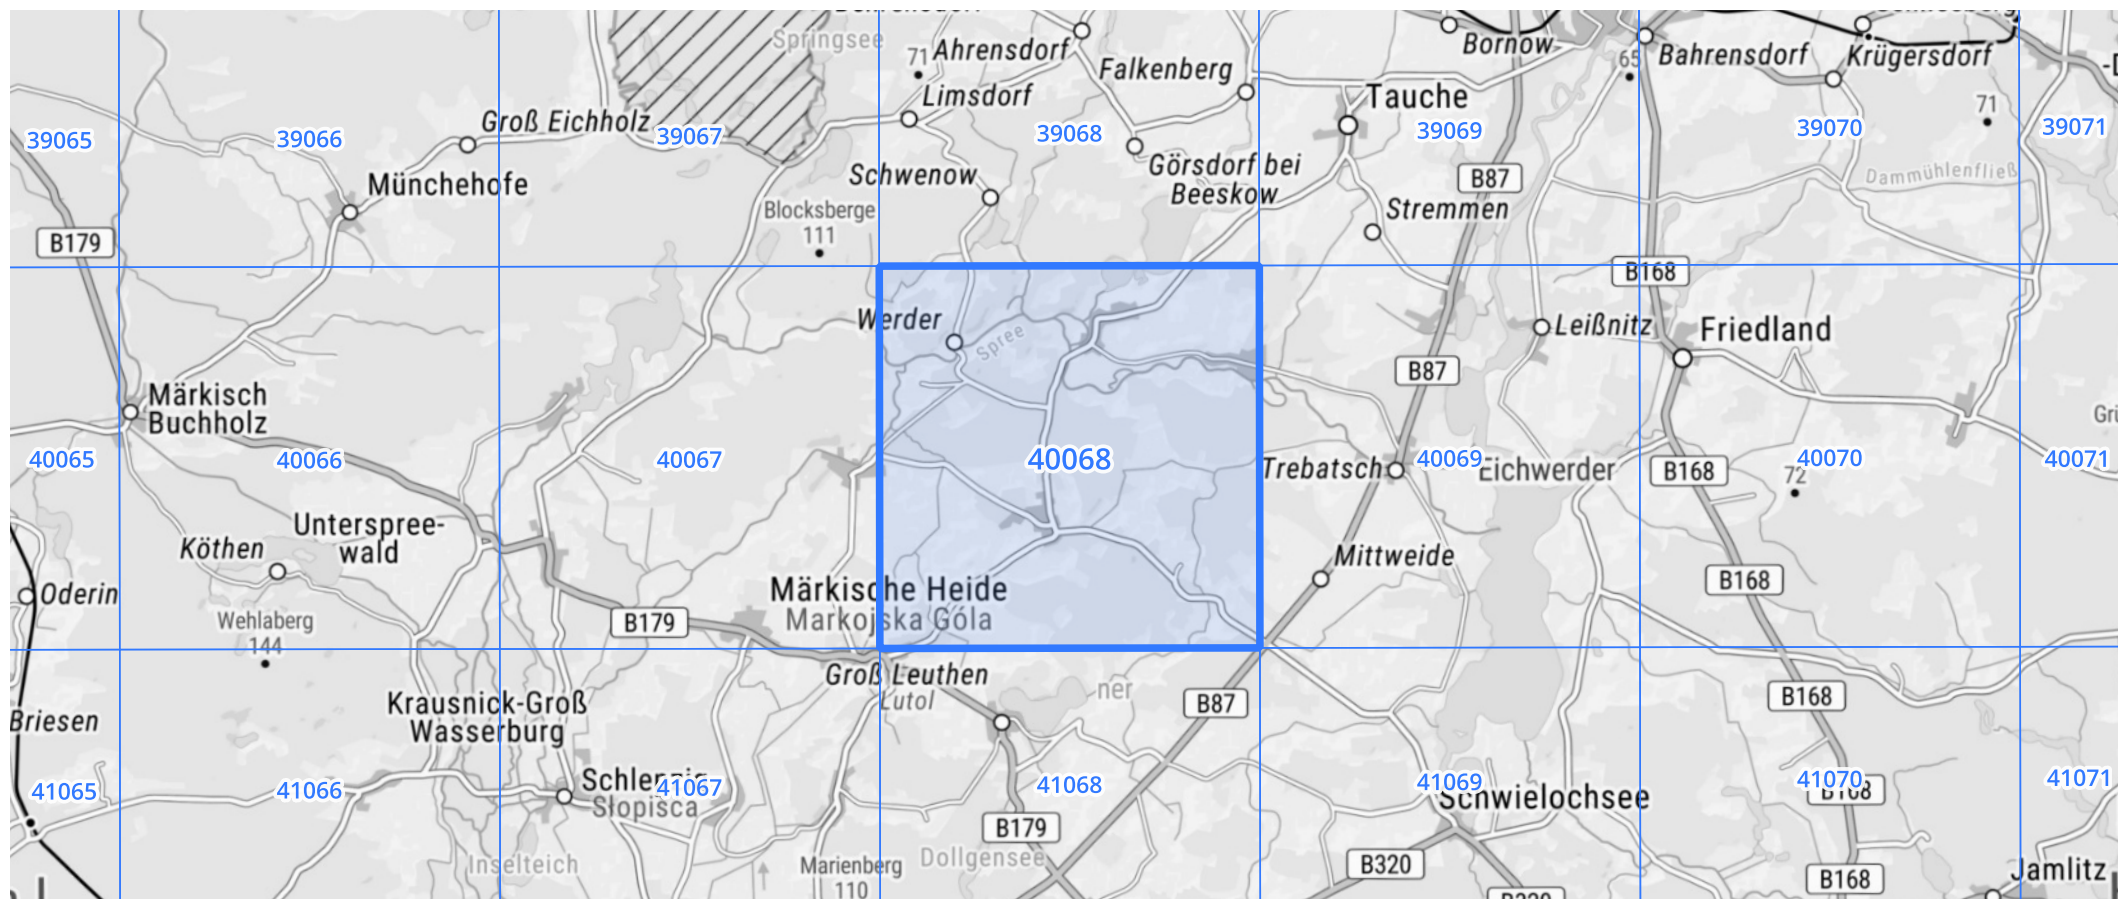 Springsee
71
Ahrensdorf
Falkenberg
Bornow
65
Bahrensdorf
Krügersdorf
Limsdorf
Tauche
71
Groß Eichholz
39065
39066
39067
39068
39069
39070
39071
Münchehofe
Schwenow
Görsdorf bei
Beeskow
B87
Dammühlenfließ
Blocksberge
111
Stremmen
B179
B168
Werder
Spree
Leißnitz
Friedland
B87
Märkisch
Buchholz
40065
40066
40067
40068
Trebatsch
40069
Eichwerder
B168
40070
72
40071
Unterspree-
wald
Köthen
Mittweide
B168
Oderin
Märkische Heide
Markojska Góla
Wehlaberg
144
B179
Groß Leuthen
Lutol
ner
B87
B168
Briesen
Krausnick-Groß
Wasserburg
41065
41066
41067
Słopisca
41068
41069
Schwielochsee
41070
B168
41071
B179
Inselteich
Marienberg
110
Dollgensee
B320
B168
Jamlitz